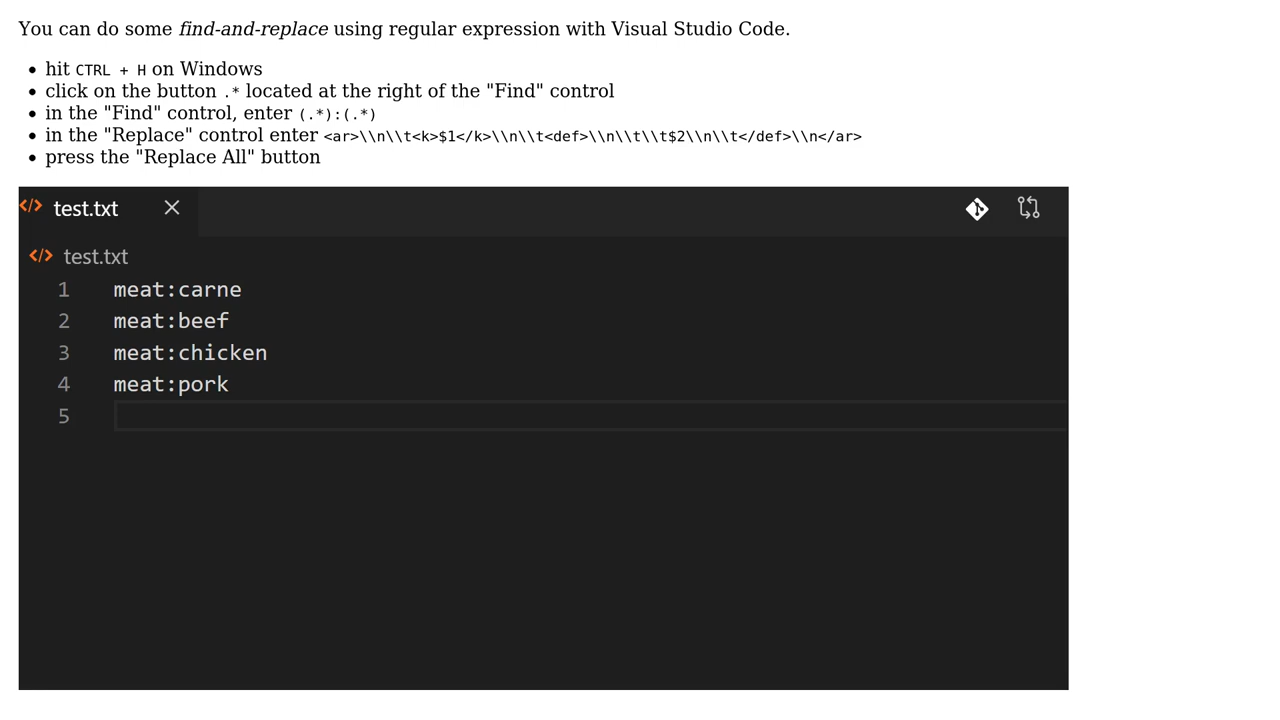 You can do some find-and-replace using regular expression with Visual Studio Code.
• hit CTRL + H on Windows
• click on the button .* located at the right of the "Find" control
• in the "Find" control, enter (.*):(.*)
• in the "Replace" control enter <ar>\\n\\t<k>$1</k>\\n\\t<def>\\n\\t\\t$2\\n\\t</def>\\n</ar>
• press the "Replace All" button
</> test.txt
</> test.txt
1 meat:carne
2 meat:beef
3 meat:chicken
4 meat:pork
5